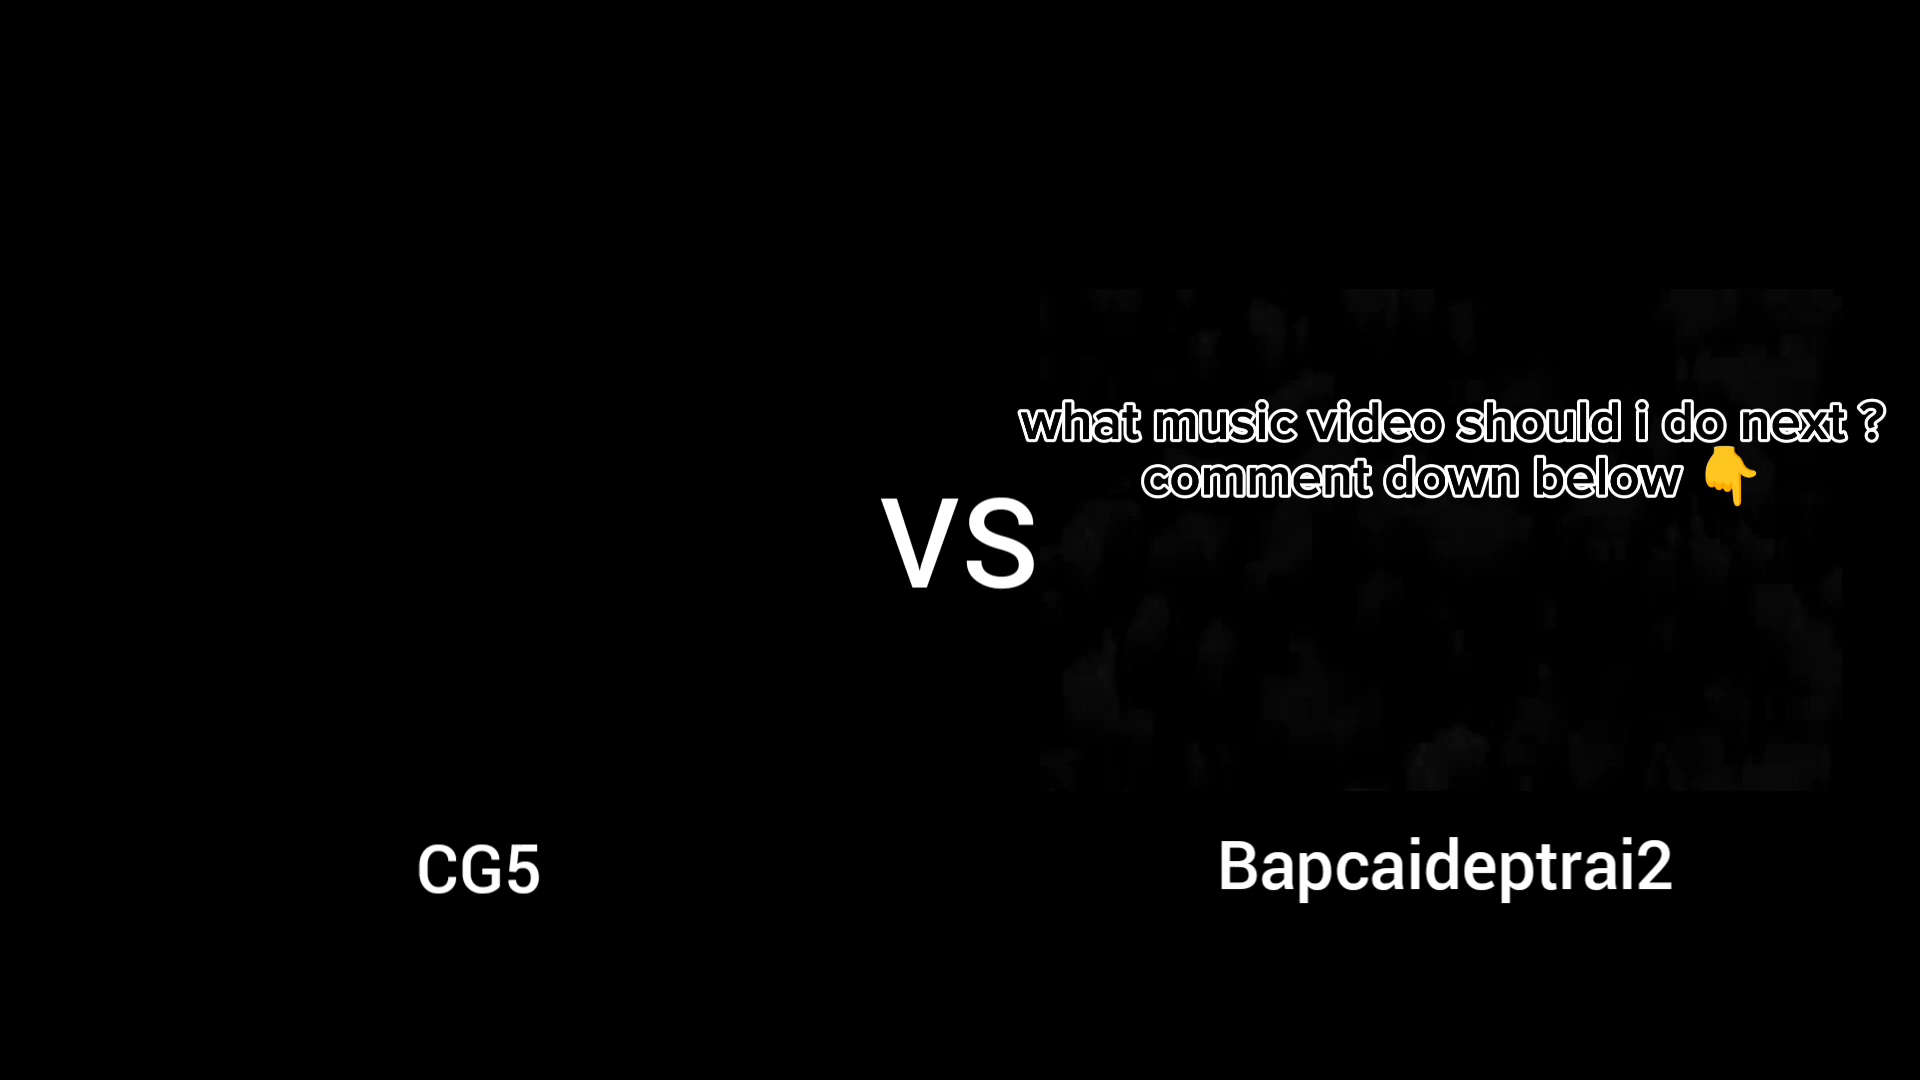 what music video should i do next ?
comment down below 👇
VS
CG5
Bapcaideptrai2